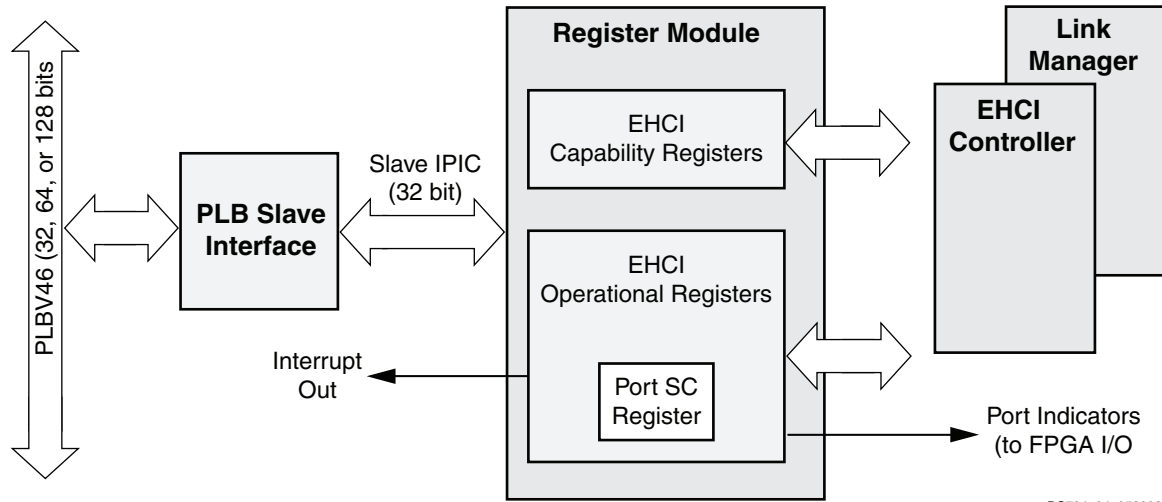 PLBV46 (32, 64, or 128 bits
PLB Slave
Interface
Slave IPIC
(32 bit)
Register Module
EHCI
Capability Registers
EHCI
Operational Registers
Port SC
Register
Interrupt
Out
Link
Manager
EHCI
Controller
Port Indicators
(to FPGA I/O